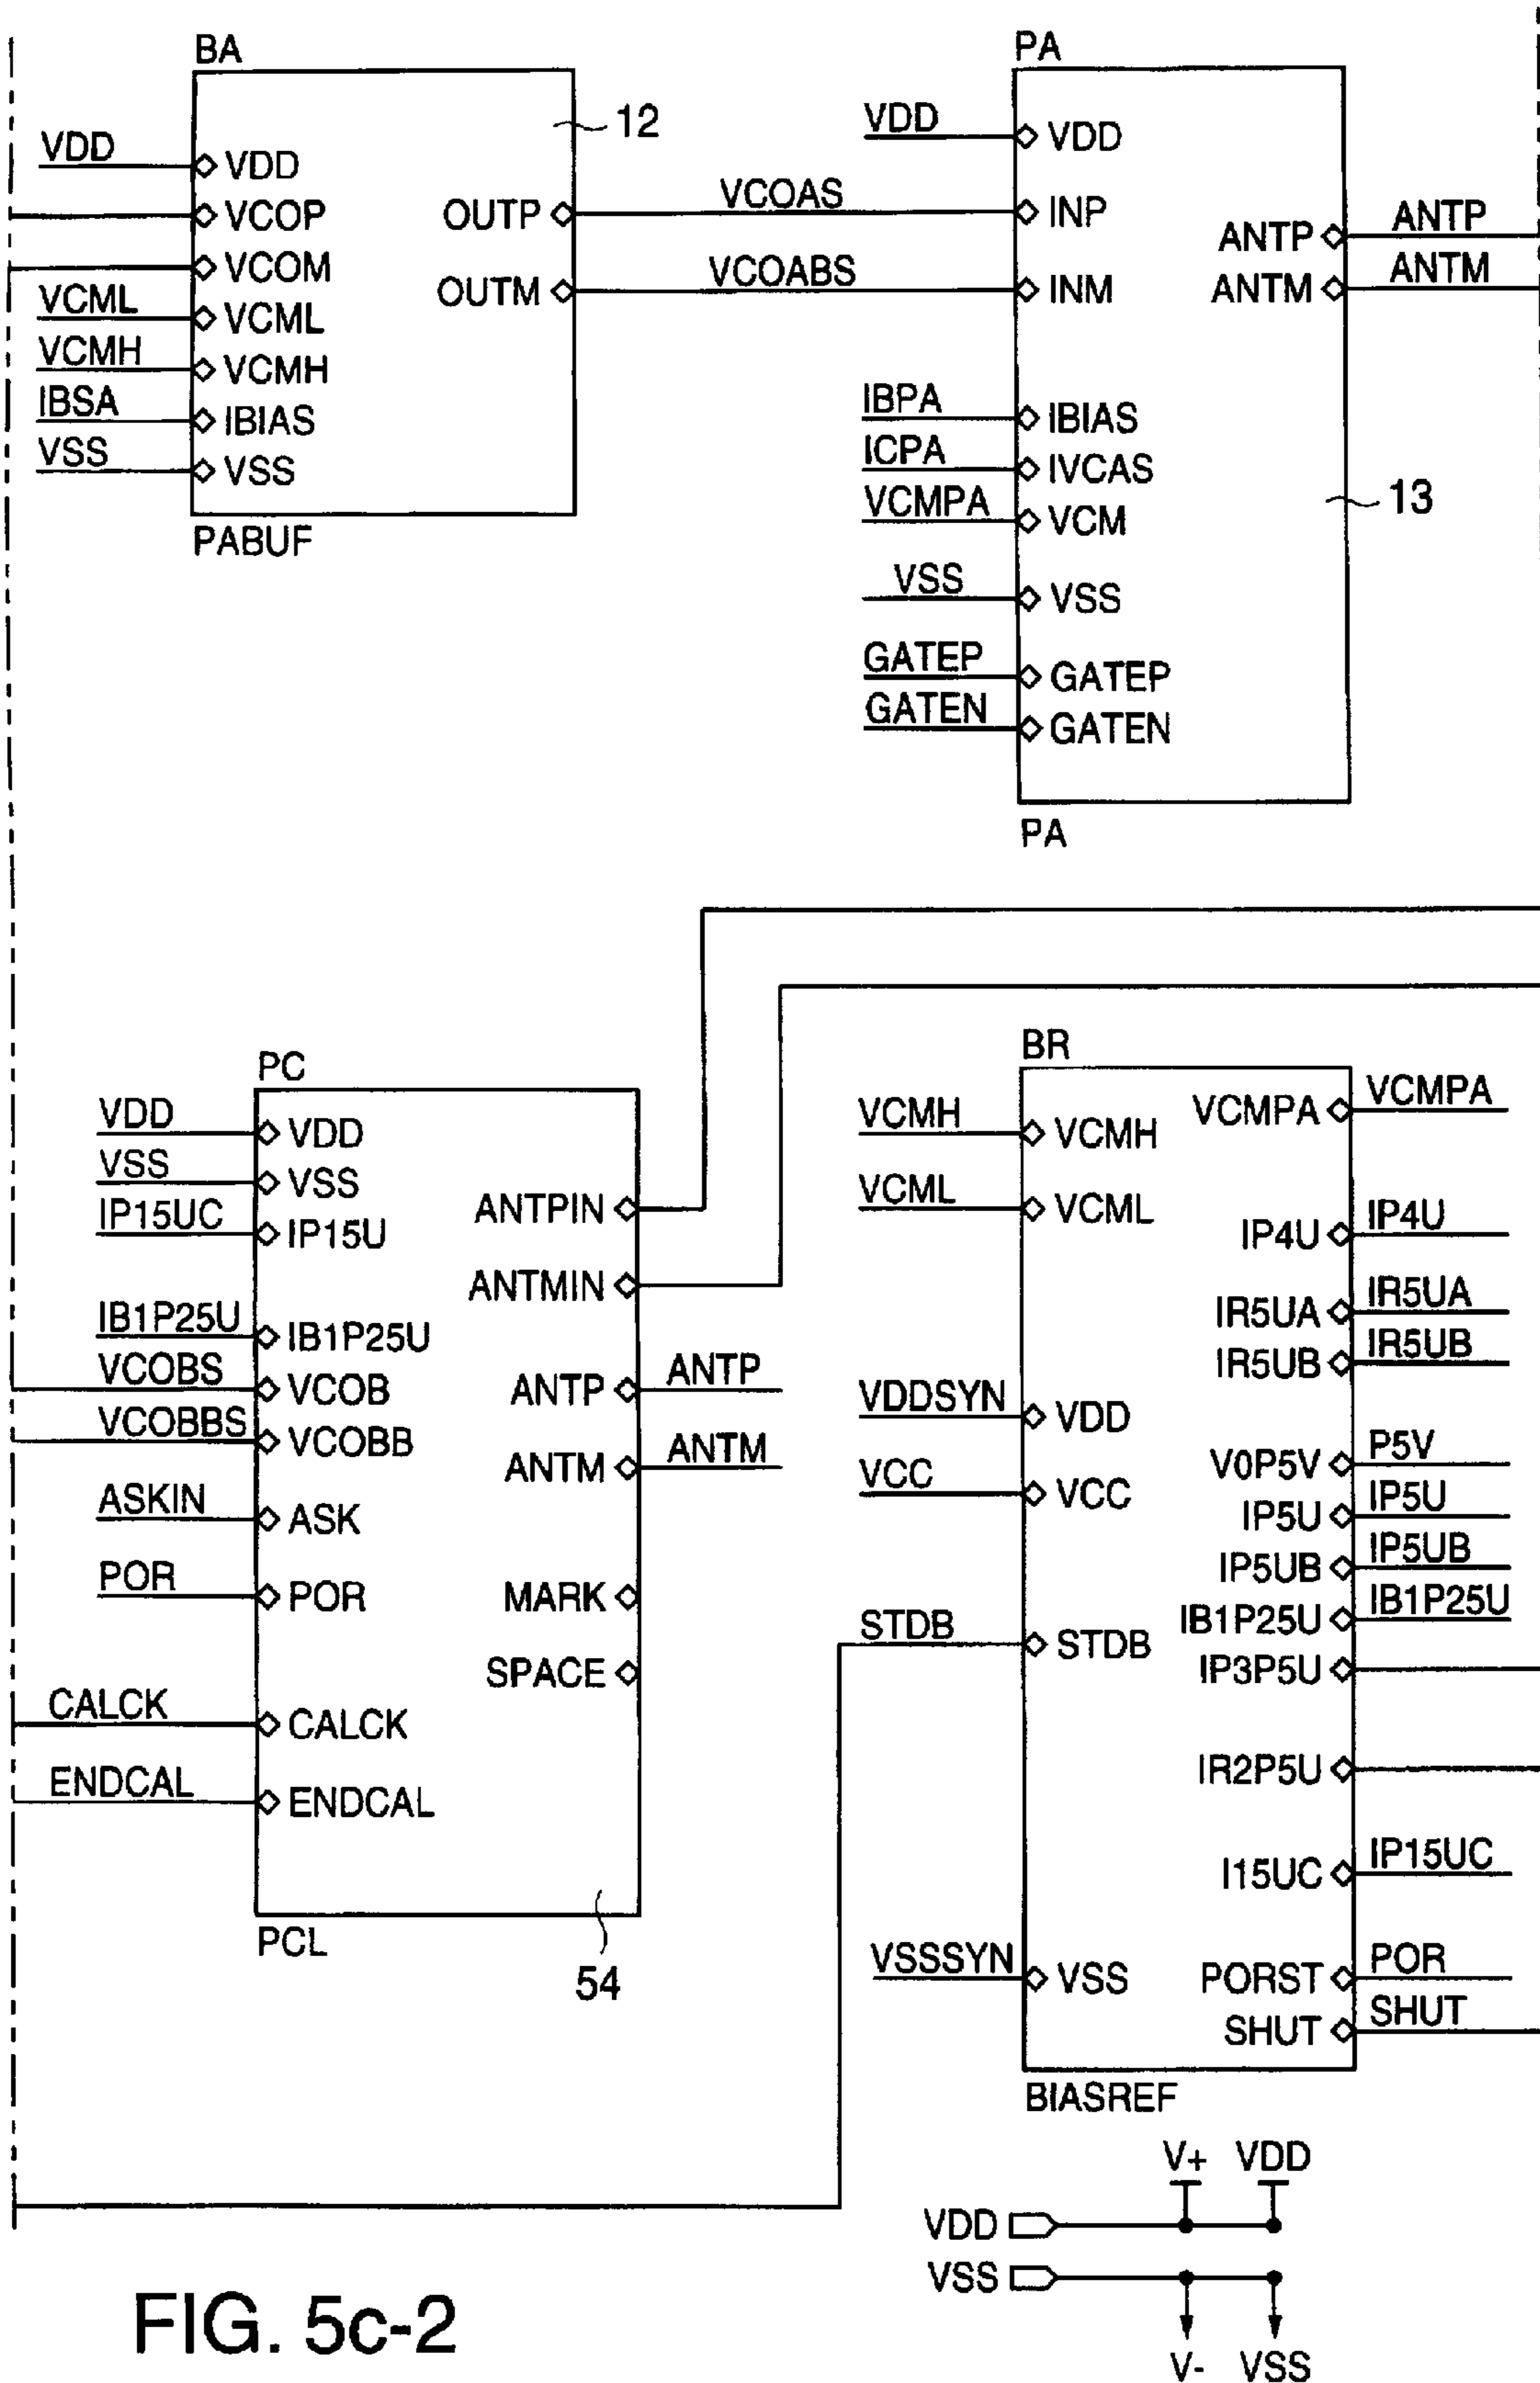 BA
12
VDD
VDD
VCOP
VCOM
VCML
VCML
VCMH
VCMH
IBSA
IBIAS
VSS
VSS
OUTP
OUTM
PABUF
VCOAS
VCOABS
PA
VDD
VDD
INP
INM
ANTP
ANTP
ANTM
ANTM
IBPA
IBIAS
ICPA
IVCAS
VCMPA
VCM
13
VSS
VSS
GATEP
GATEP
GATEN
GATEN
PA
PC
VDD
VDD
VSS
VSS
IP15UC
IP15U
IB1P25U
IB1P25U
VCOBS
VCOB
VCOBBS
VCOBB
ASKIN
ASK
POR
POR
CALCK
CALCK
ENDCAL
ENDCAL
ANTPIN
ANTMIN
ANTP
ANTP
ANTM
ANTM
MARK
SPACE
PCL
54
BR
VCMH
VCMH
VCML
VCML
VDDSYN
VDD
VCC
VCC
STDB
STDB
VSSSYN
VSS
VCMPA
VCMPA
IP4U
IP4U
IR5UA
IR5UA
IR5UB
IR5UB
V0P5V
P5V
IP5U
IP5U
IP5UB
IP5UB
IB1P25U
IB1P25U
IP3P5U
IR2P5U
I15UC
IP15UC
PORST
POR
SHUT
SHUT
BIASREF
V+
VDD
VDD
VSS
V-
VSS
FIG. 5c-2